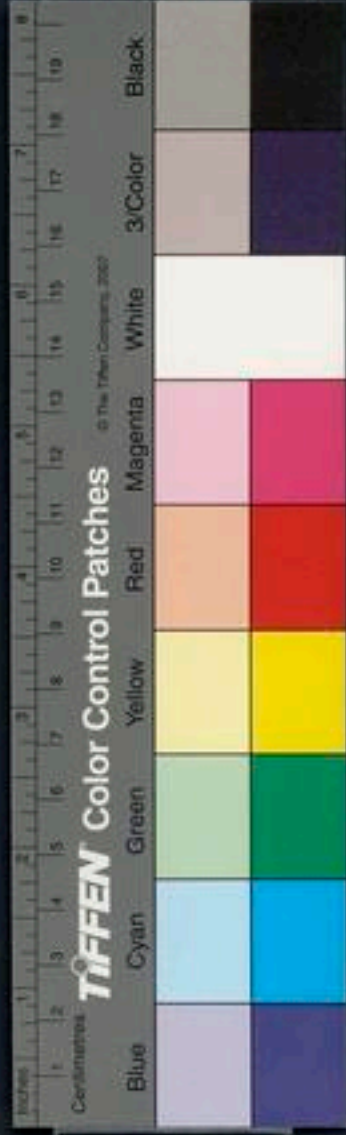 Inches 1 2 3 4 5 6 7 8
Centimetres 1 2 3 4 5 6 7 8 9 10 11 12 13 14 15 16 17 18 19
TIFFEN Color Control Patches © The Tiffen Company, 2007
Blue Cyan Green Yellow Red Magenta White 3/Color Black